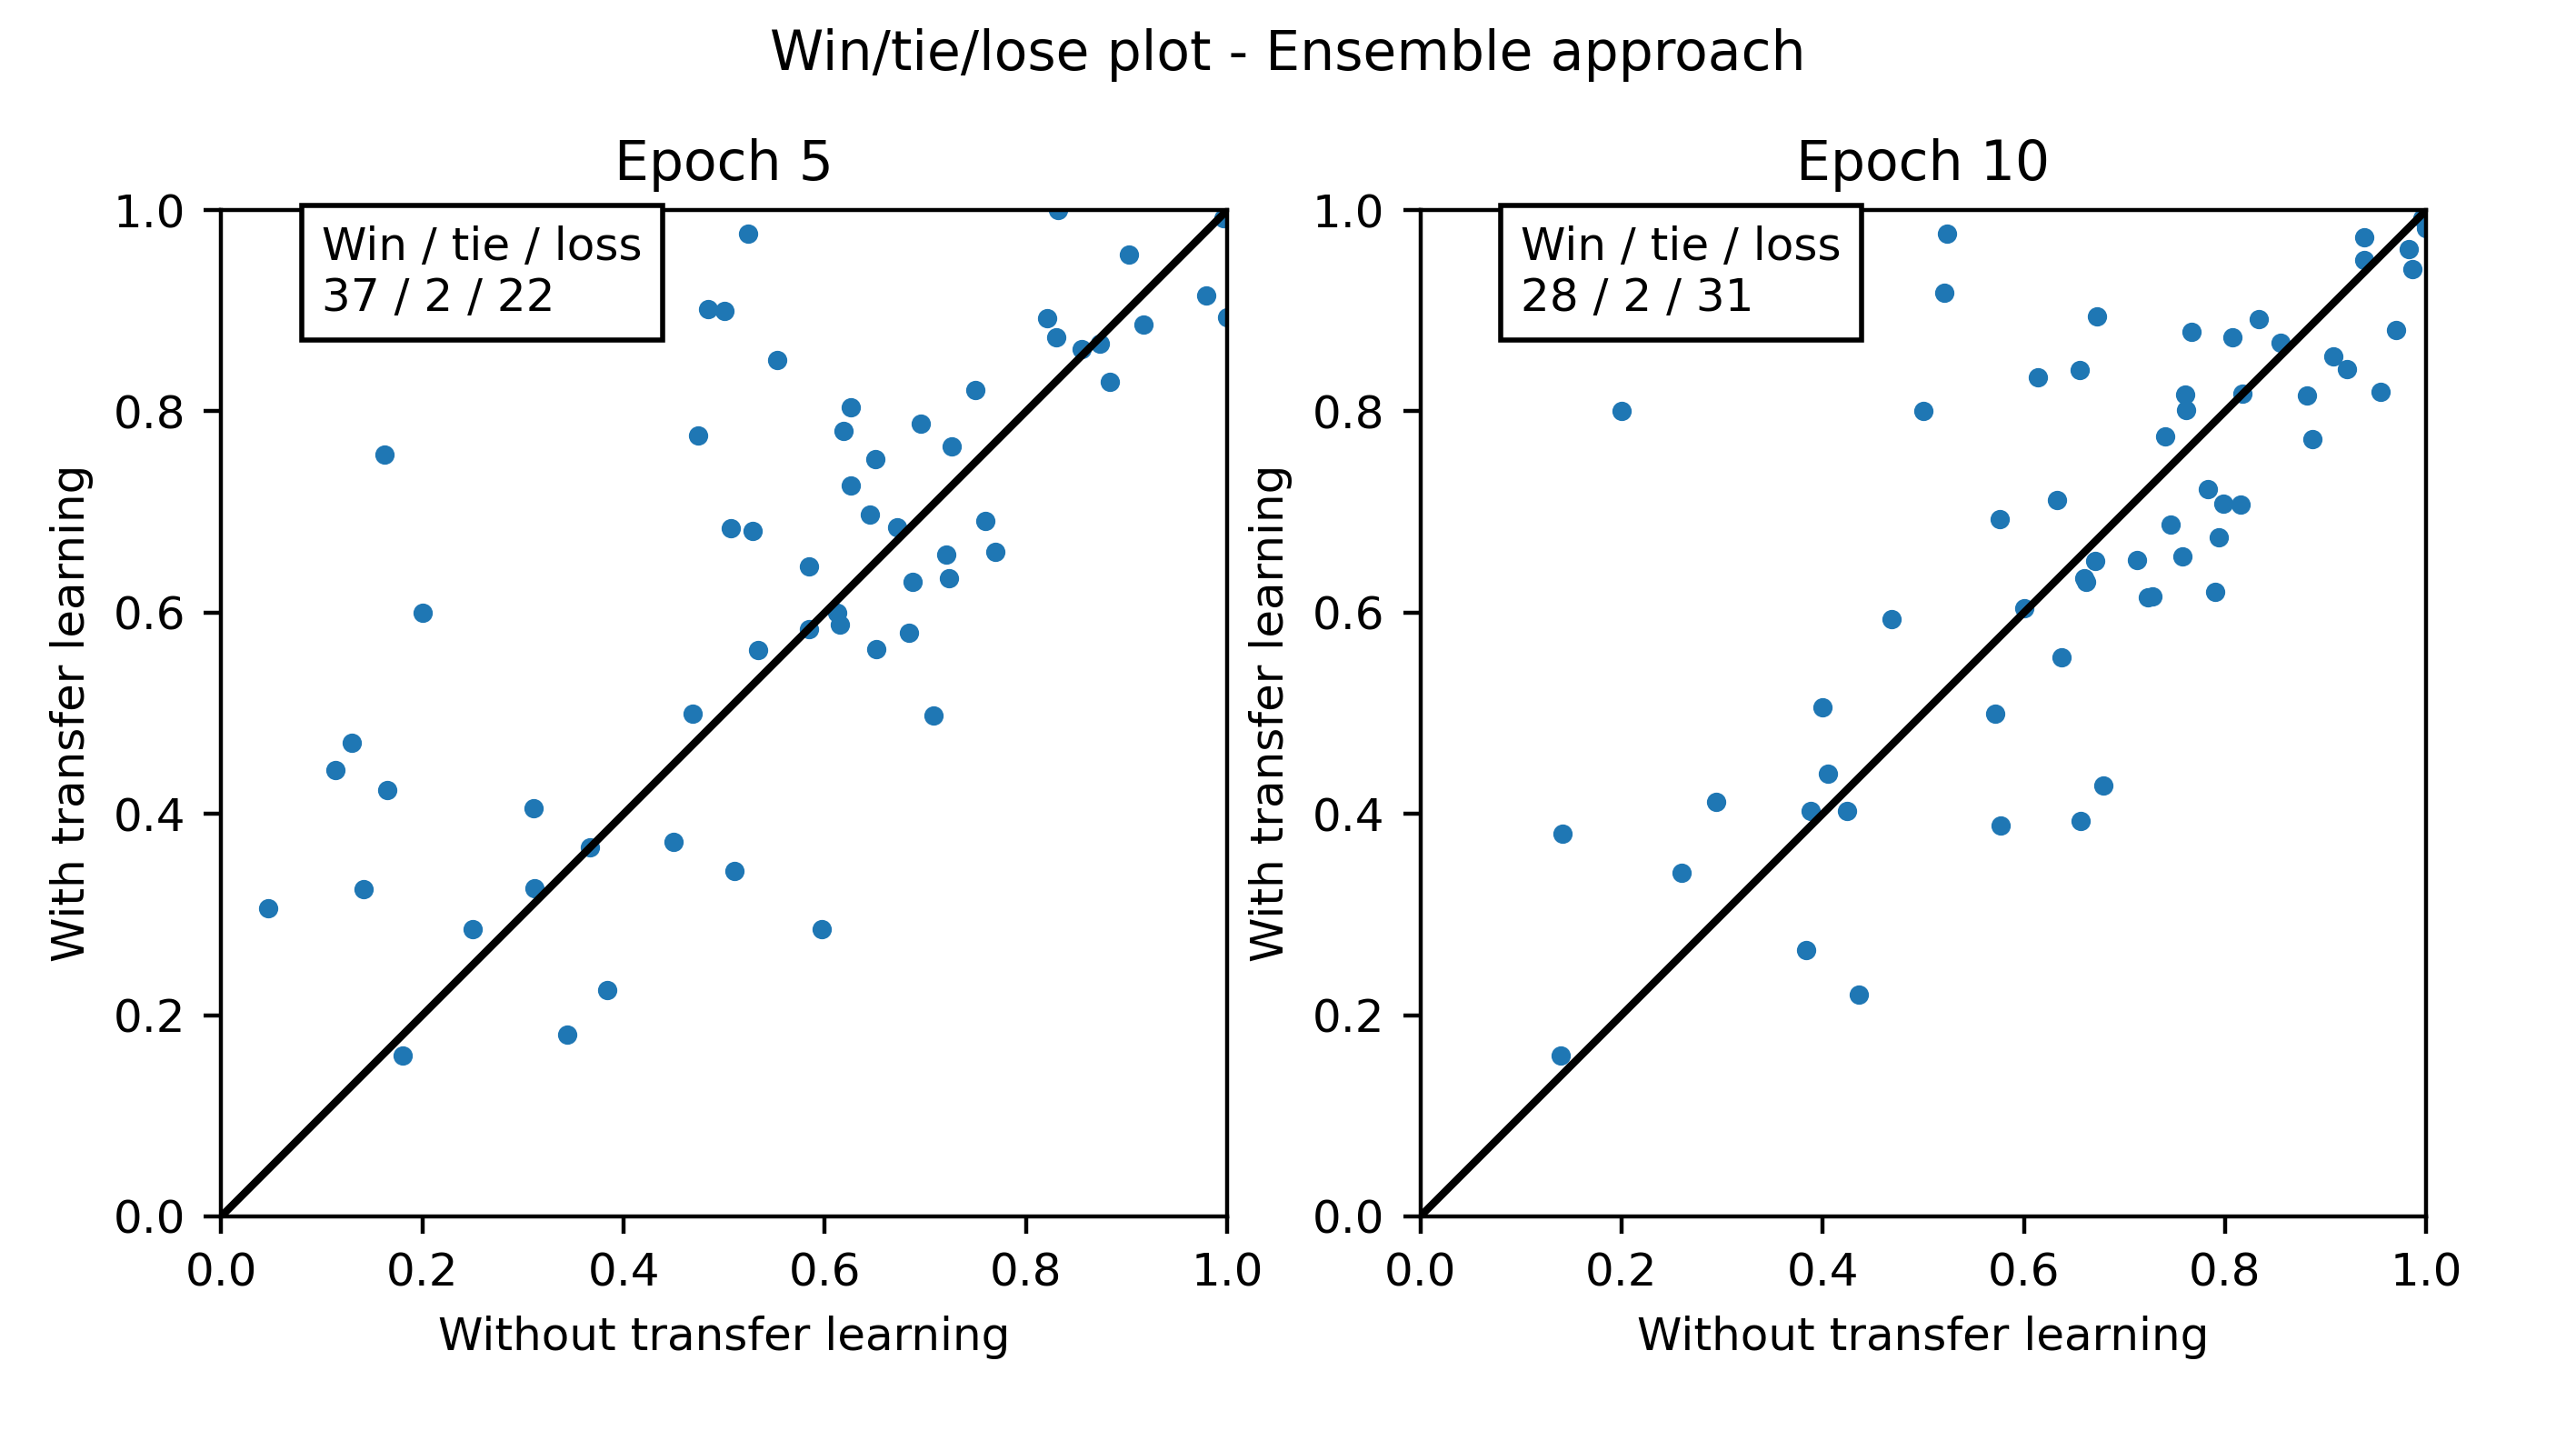 Win/tie/lose plot - Ensemble approach
Epoch 5
Win / tie / loss
37 / 2 / 22
1.0
0.8
0.6
0.4
0.2
0.0
With transfer learning
0.0 0.2 0.4 0.6 0.8 1.0
Without transfer learning
Epoch 10
Win / tie / loss
28 / 2 / 31
1.0
0.8
0.6
0.4
0.2
0.0
With transfer learning
0.0 0.2 0.4 0.6 0.8 1.0
Without transfer learning